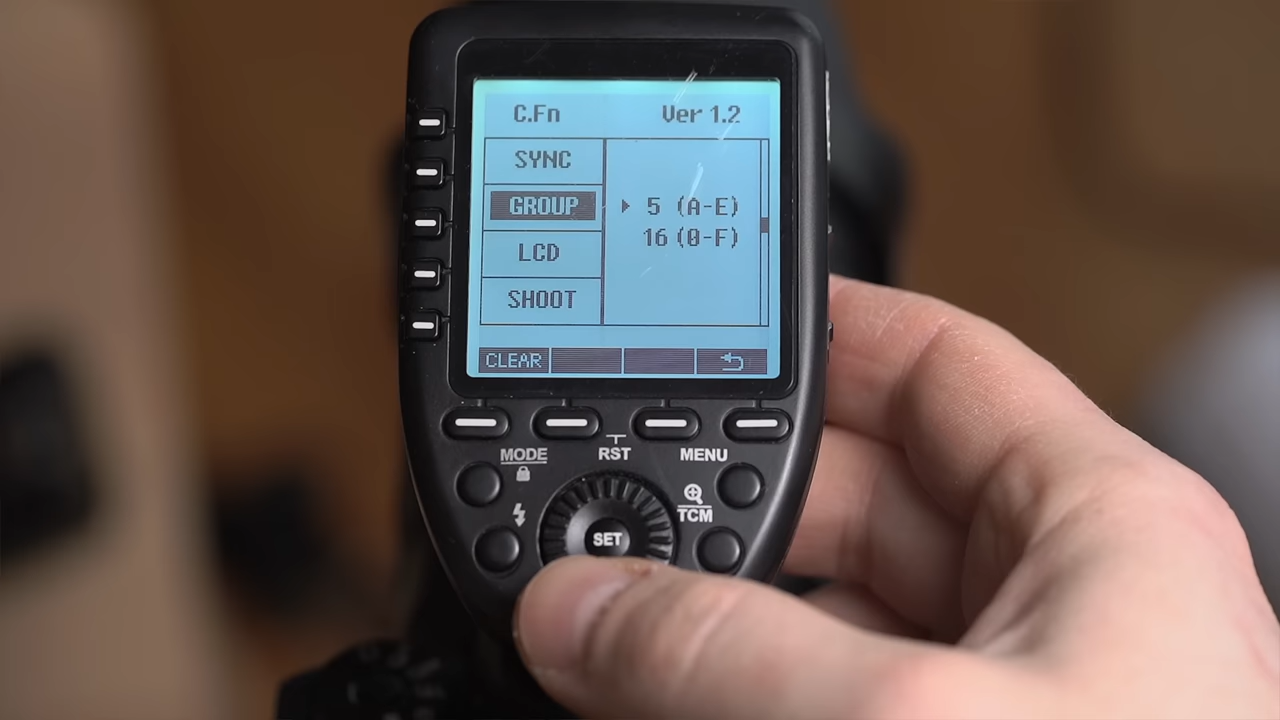 C.Fn Ver 1.2
SYNC
GROUP 5 (A-E)
16 (0-F)
LCD
SHOOT
CLEAR
MODE RST MENU
TCM
SET